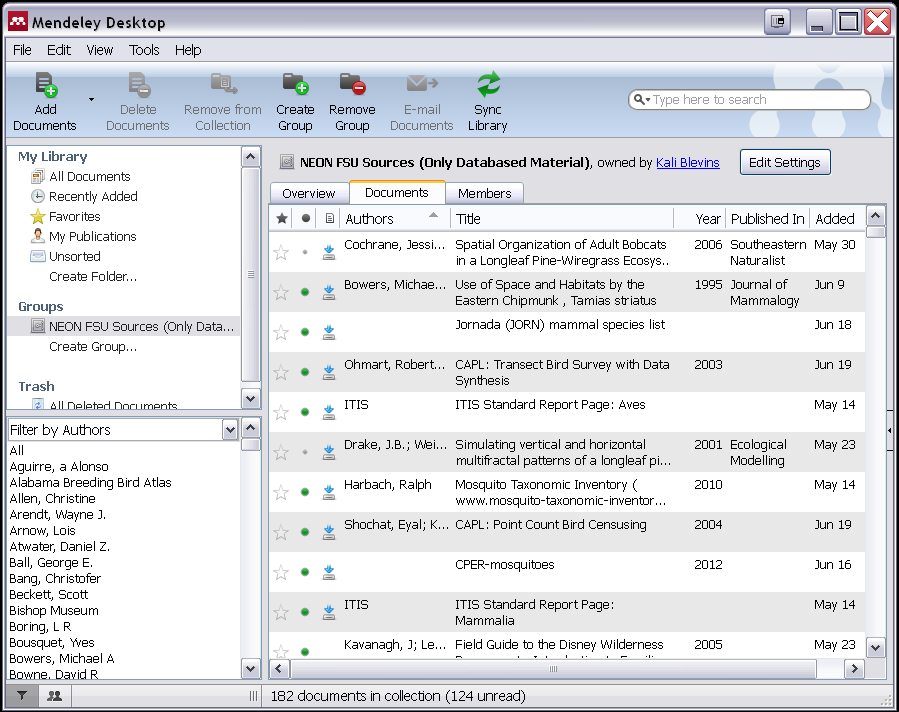 Mendeley Desktop
File Edit View Tools Help
Add Documents
Delete Documents
Remove from Collection
Create Group
Remove Group
E-mail Documents
Sync Library
Type here to search
My Library
All Documents
Recently Added
Favorites
My Publications
Unsorted
Create Folder...
Groups
NEON FSU Sources (Only Data...
Create Group...
Trash
All Deleted Documents
Filter by Authors
All
Aguirre, a Alonso
Alabama Breeding Bird Atlas
Allen, Christine
Arendt, Wayne J.
Arnow, Lois
Atwater, Daniel Z.
Ball, George E.
Bang, Christofer
Beckett, Scott
Bishop Museum
Boring, L R
Bousquet, Yves
Bowers, Michael A
Bowne, David R
NEON FSU Sources (Only Databased Material), owned by Kali Blevins Edit Settings
Overview Documents Members
Authors Title Year Published In Added
Cochrane, Jessi... Spatial Organization of Adult Bobcats 2006 Southeastern May 30
in a Longleaf Pine-Wiregrass Ecosys.. Naturalist
Bowers, Michae... Use of Space and Habitats by the 1995 Journal of Jun 9
Eastern Chipmunk , Tamias striatus Mammalogy
Jornada (JORN) mammal species list Jun 18
Ohmart, Robert... CAPL: Transect Bird Survey with Data 2003 Jun 19
Synthesis
ITIS ITIS Standard Report Page: Aves May 14
Drake, J.B.; Wei... Simulating vertical and horizontal 2001 Ecological May 23
multifractal patterns of a longleaf pi... Modelling
Harbach, Ralph Mosquito Taxonomic Inventory ( 2010 May 14
www.mosquito-taxonomic-inventor...
Shochat, Eyal; K... CAPL: Point Count Bird Censusing 2004 Jun 19
CPER-mosquitoes 2012 Jun 16
ITIS ITIS Standard Report Page: May 14
Mammalia
Kavanagh, J; Le... Field Guide to the Disney Wilderness 2005 May 23
182 documents in collection (124 unread)